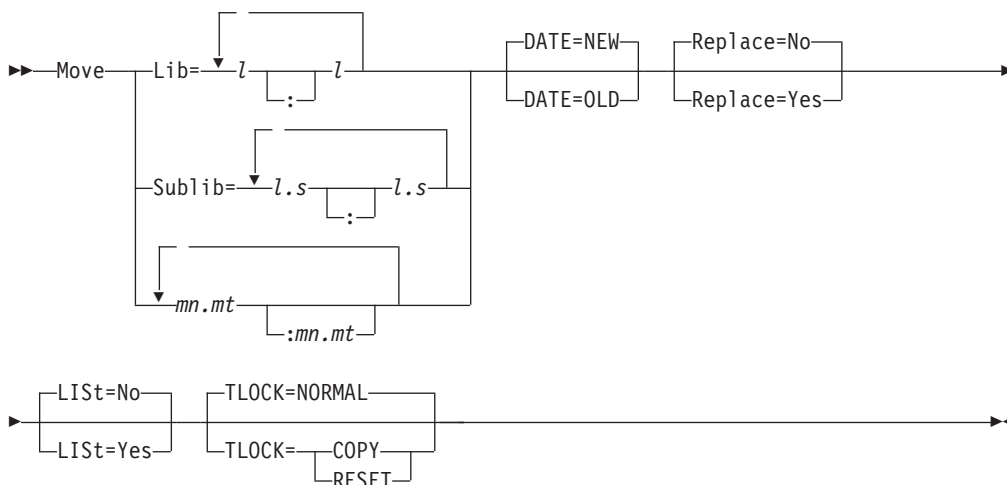 DATE=NEW Replace=No
Move Lib= l : l
DATE=OLD Replace=Yes
Sublib= l.s : l.s
mn.mt
:mn.mt
LISt=No TLOCK=NORMAL
LISt=Yes TLOCK= COPY
RESET